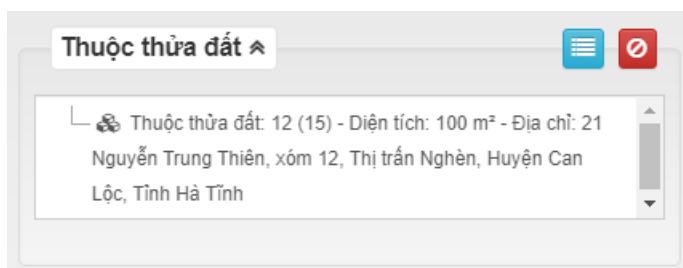 Thuộc thửa đất
Thuộc thửa đất: 12 (15) - Diện tích: 100 m² - Địa chỉ: 21
Nguyễn Trung Thiên, xóm 12, Thị trấn Nghèn, Huyện Can
Lộc, Tỉnh Hà Tĩnh